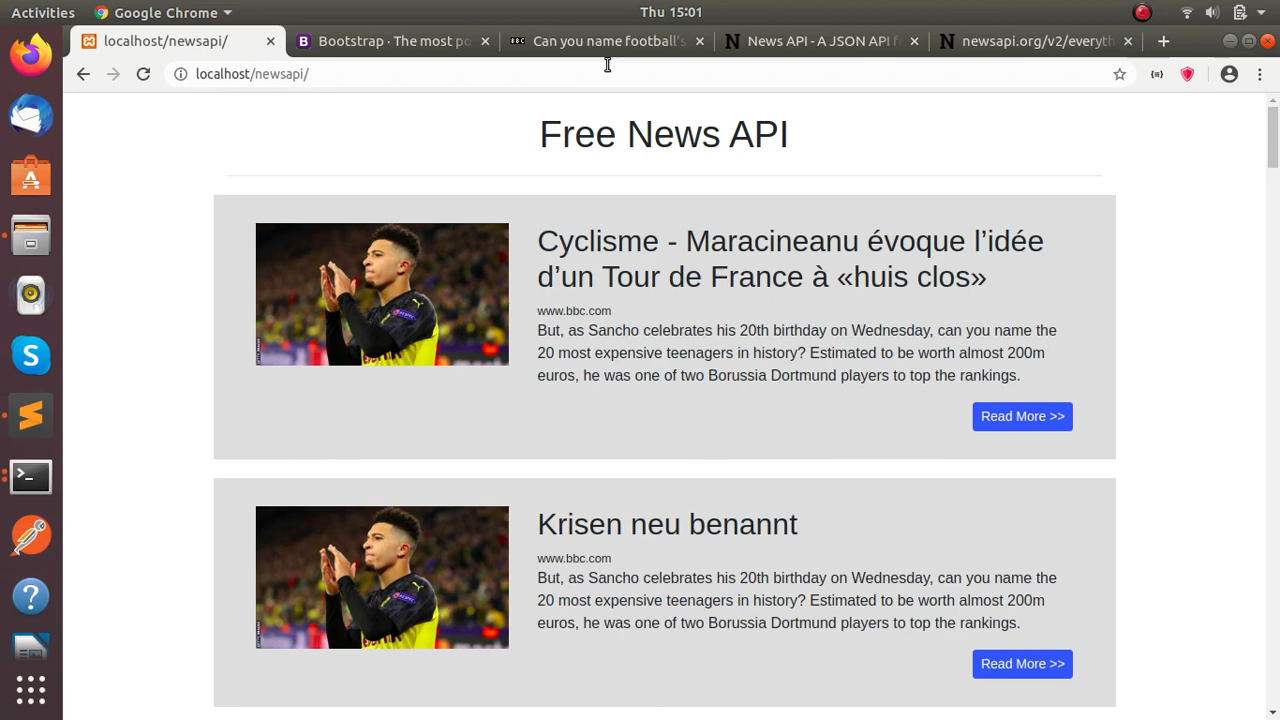 Activities Google Chrome Thu 15:01
localhost/newsapi/ Bootstrap · The most po Can you name football's News API - A JSON API f newsapi.org/v2/everyth
localhost/newsapi/
Free News API
Cyclisme - Maracineanu évoque l’idée
d’un Tour de France à «huis clos»
www.bbc.com
But, as Sancho celebrates his 20th birthday on Wednesday, can you name the
20 most expensive teenagers in history? Estimated to be worth almost 200m
euros, he was one of two Borussia Dortmund players to top the rankings.
Read More >>
Krisen neu benannt
www.bbc.com
But, as Sancho celebrates his 20th birthday on Wednesday, can you name the
20 most expensive teenagers in history? Estimated to be worth almost 200m
euros, he was one of two Borussia Dortmund players to top the rankings.
Read More >>